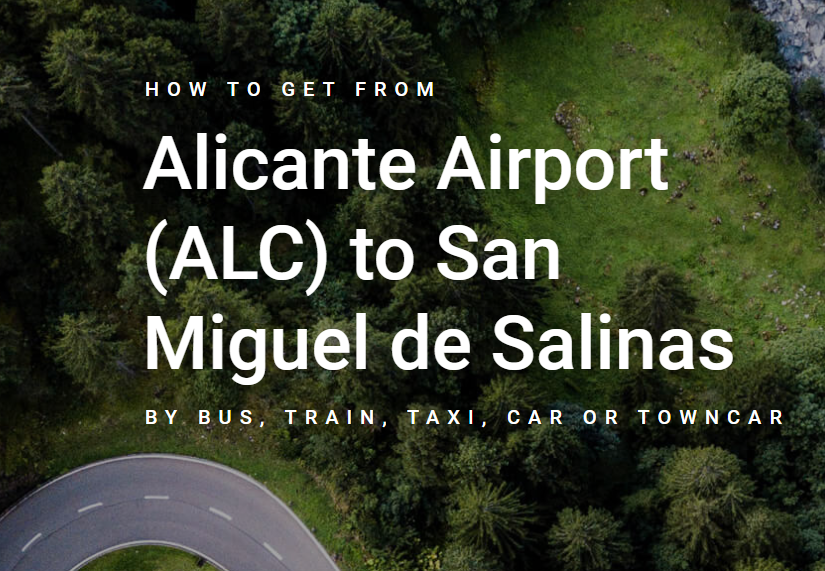 HOW TO GET FROM
Alicante Airport
(ALC) to San
Miguel de Salinas
BY BUS, TRAIN, TAXI, CAR OR TOWNCAR